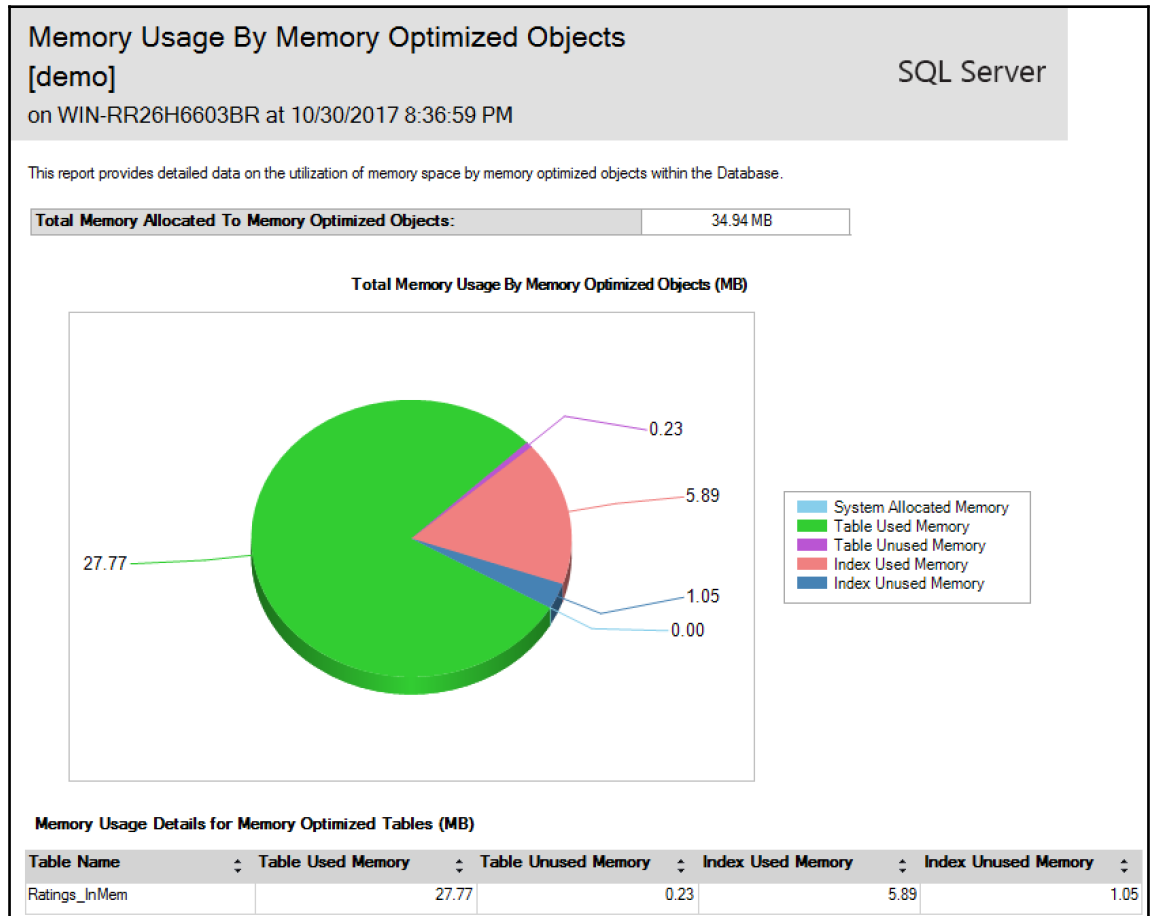 Memory Usage By Memory Optimized Objects
[demo]
SQL Server
on WIN-RR26H6603BR at 10/30/2017 8:36:59 PM
This report provides detailed data on the utilization of memory space by memory optimized objects within the Database.
Total Memory Allocated To Memory Optimized Objects: 34.94 MB
Total Memory Usage By Memory Optimized Objects (MB)
0.23
5.89
27.77
1.05
0.00
System Allocated Memory
Table Used Memory
Table Unused Memory
Index Used Memory
Index Unused Memory
Memory Usage Details for Memory Optimized Tables (MB)
Table Name Table Used Memory Table Unused Memory Index Used Memory Index Unused Memory
Ratings_InMem 27.77 0.23 5.89 1.05